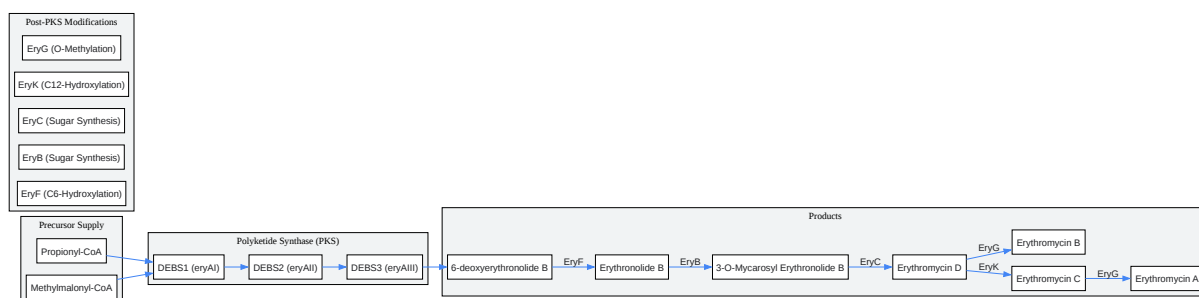 Post-PKS Modifications
EryG (O-Methylation)
EryK (C12-Hydroxylation)
EryC (Sugar Synthesis)
EryB (Sugar Synthesis)
EryF (C6-Hydroxylation)
Precursor Supply
Propionyl-CoA
Methylmalonyl-CoA
Polyketide Synthase (PKS)
DEBS1 (eryAI)
DEBS2 (eryAII)
DEBS3 (eryAIII)
Products
6-deoxyerythronolide B
EryF
Erythronolide B
EryB
3-O-Mycarosyl Erythronolide B
EryC
Erythromycin D
EryG
Erythromycin B
EryK
Erythromycin C
EryG
Erythromycin A